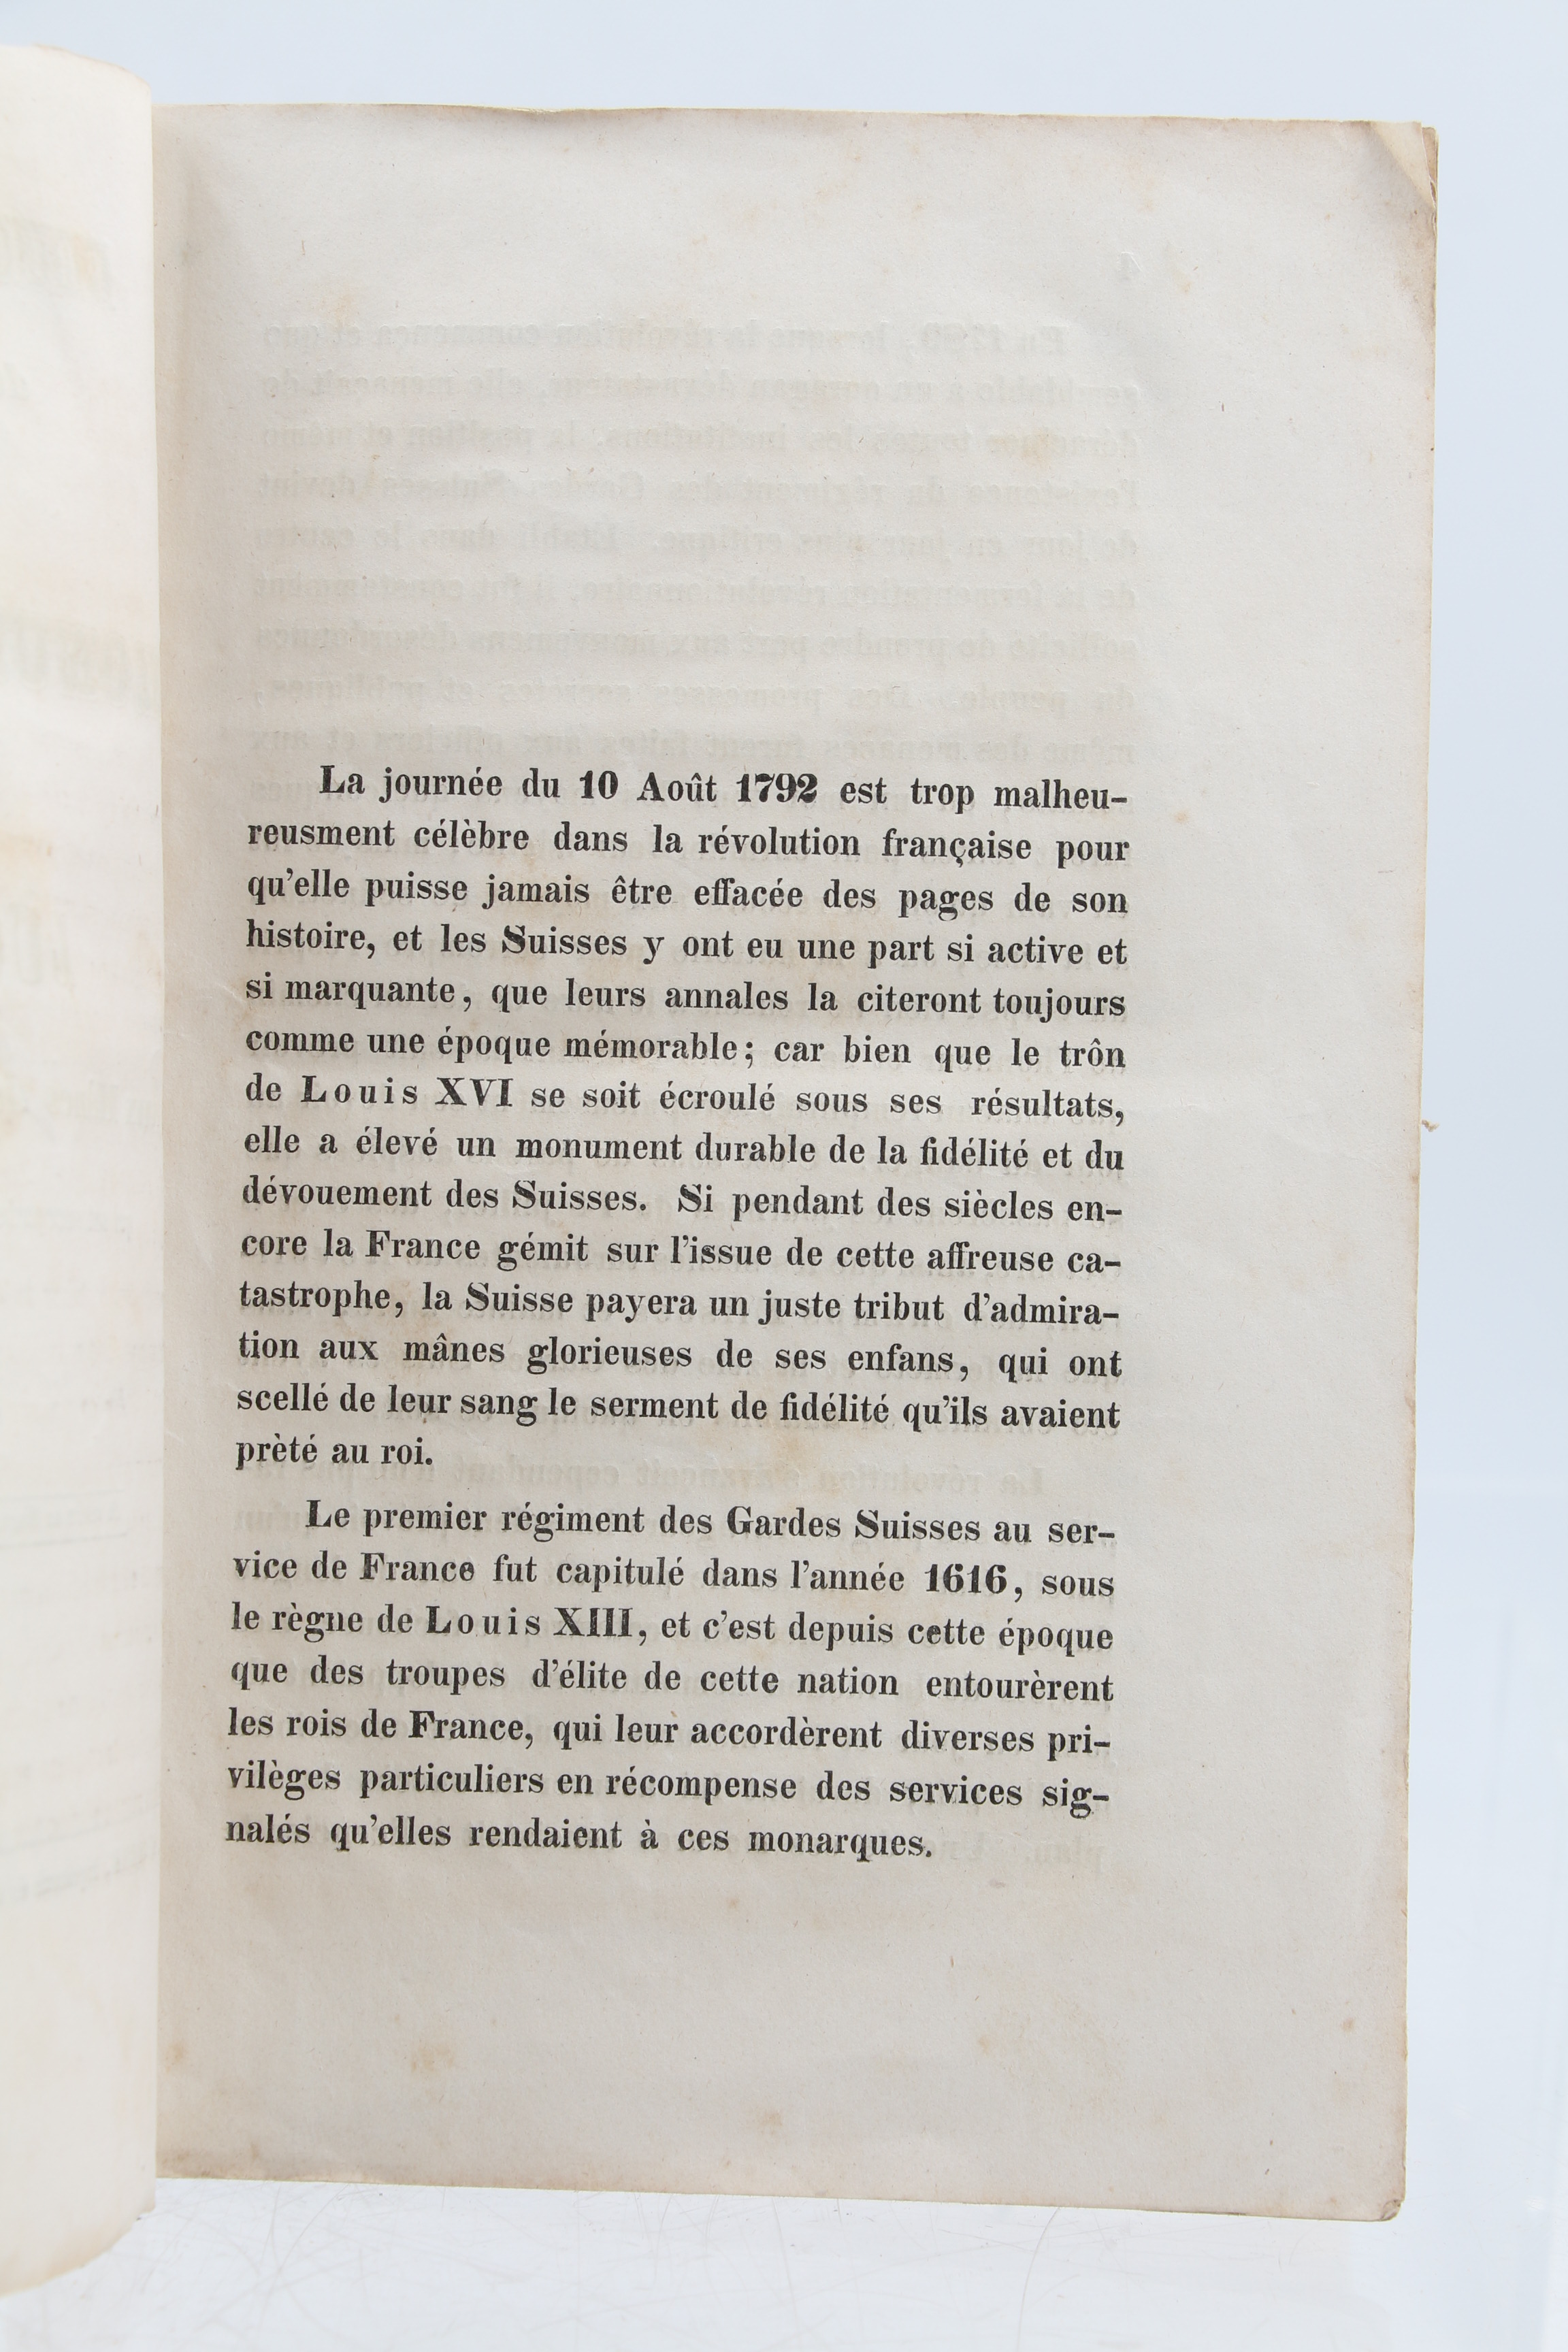 La journée du 10 Août 1792 est trop malheu-
reusment célèbre dans la révolution française pour
qu'elle puisse jamais être effacée des pages de son
histoire, et les Suisses y ont eu une part si active et
si marquante, que leurs annales la citeront toujours
comme une époque mémorable; car bien que le trôn
de Louis XVI se soit écroulé sous ses résultats,
elle a élevé un monument durable de la fidélité et du
dévouement des Suisses. Si pendant des siècles en-
core la France gémit sur l'issue de cette affreuse ca-
tastrophe, la Suisse payera un juste tribut d'admira-
tion aux mânes glorieuses de ses enfans, qui ont
scellé de leur sang le serment de fidélité qu'ils avaient
prèté au roi.
Le premier régiment des Gardes Suisses au ser-
vice de France fut capitulé dans l'année 1616, sous
le règne de Louis XIII, et c'est depuis cette époque
que des troupes d'élite de cette nation entourèrent
les rois de France, qui leur accordèrent diverses pri-
vilèges particuliers en récompense des services sig-
nalés qu'elles rendaient à ces monarques.